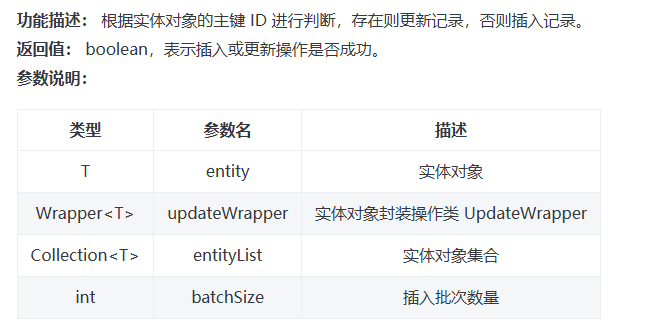 功能描述： 根据实体对象的主键 ID 进行判断，存在则更新记录，否则插入记录。
返回值： boolean，表示插入或更新操作是否成功。
参数说明：
类型 参数名 描述
T entity 实体对象
Wrapper<T> updateWrapper 实体对象封装操作类 UpdateWrapper
Collection<T> entityList 实体对象集合
int batchSize 插入批次数量